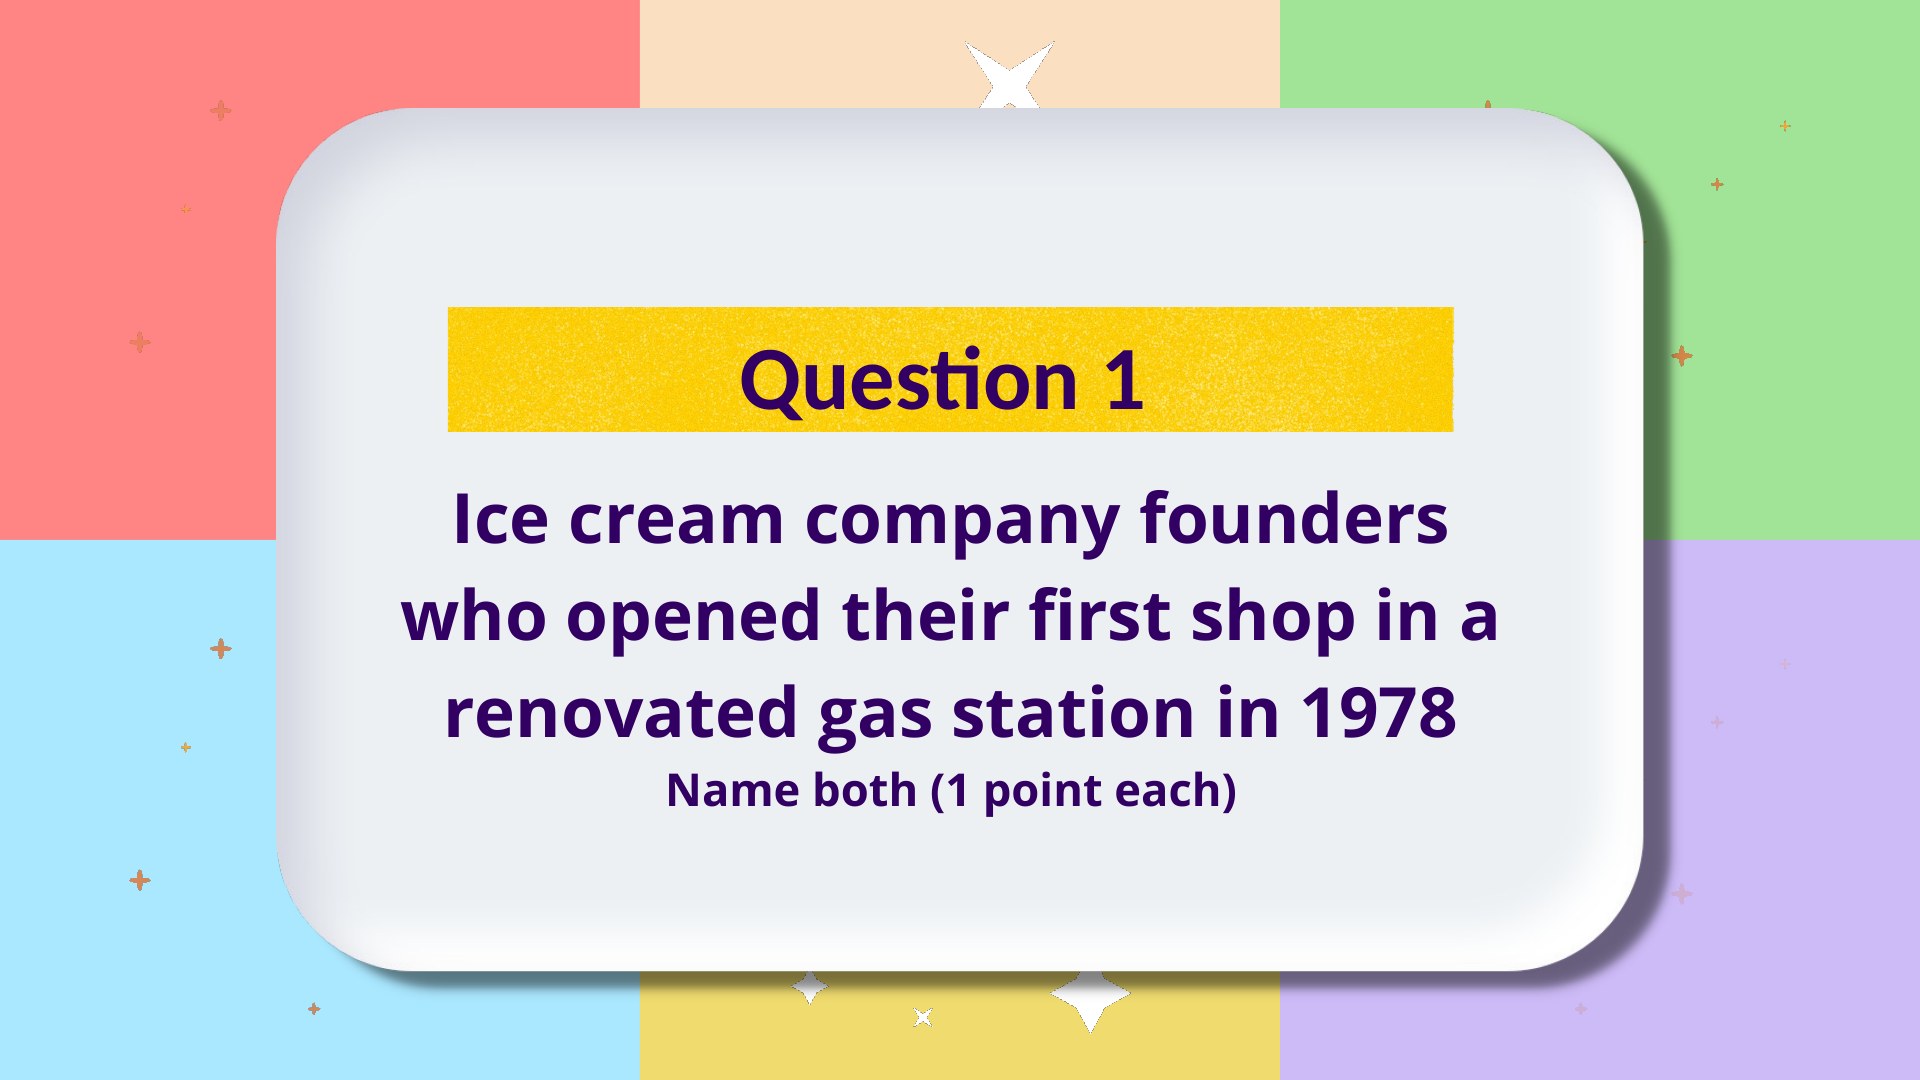 Question 1
Ice cream company founders
who opened their first shop in a
renovated gas station in 1978
Name both (1 point each)